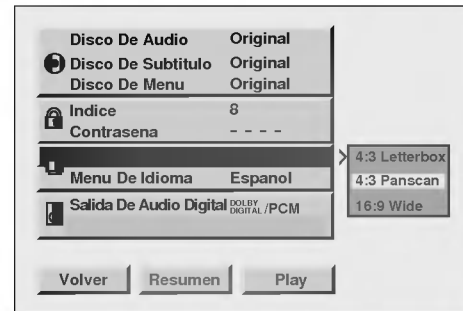 Disco De Audio Original
Disco De Subtitulo Original
Disco De Menu Original
Indice 8
Contrasena - - - -
4:3 Letterbox
Menu De Idioma Espanol
4:3 Panscan
Salida De Audio Digital DOLBY DIGITAL /PCM
16:9 Wide
Volver Resumen Play